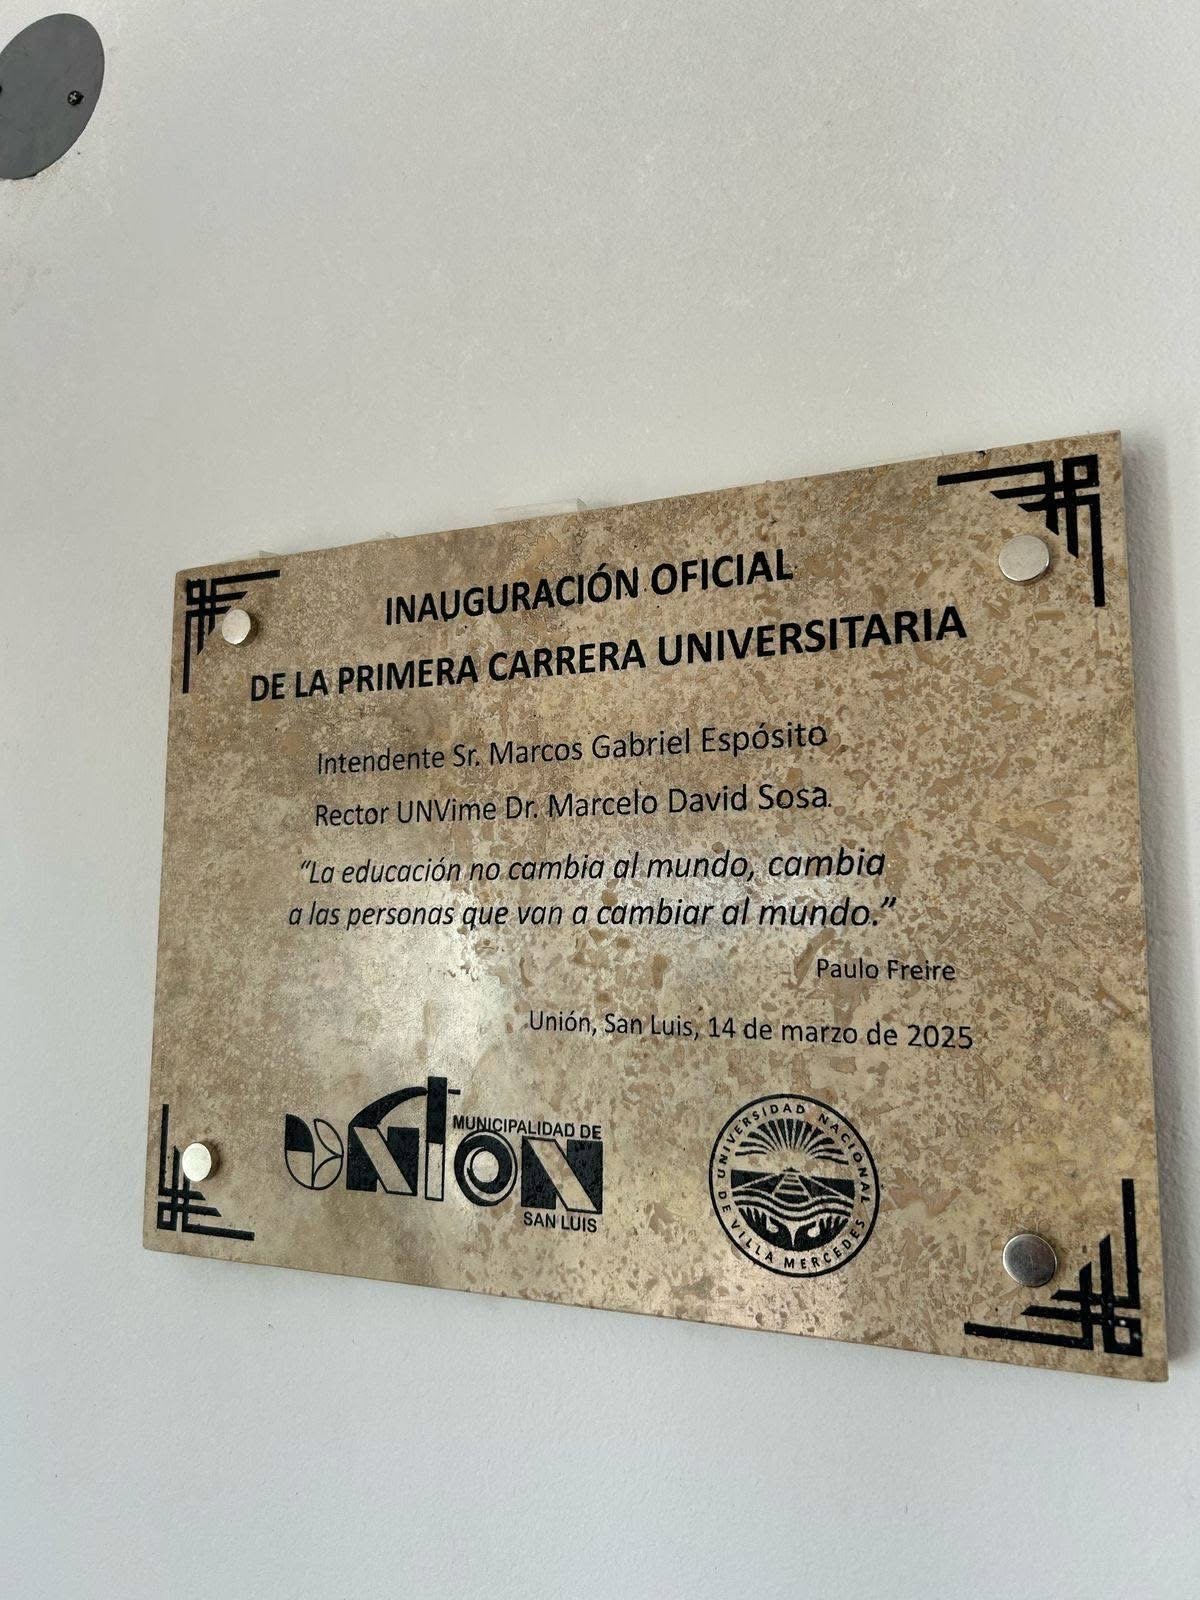 INAUGURACIÓN OFICIAL
DE LA PRIMERA CARRERA UNIVERSITARIA
Intendente Sr. Marcos Gabriel Espósito
Rector UNVime Dr. Marcelo David Sosa.
“La educación no cambia al mundo, cambia
a las personas que van a cambiar al mundo.”
Paulo Freire
Unión, San Luis, 14 de marzo de 2025
MUNICIPALIDAD DE
UNION
SAN LUIS
UNIVERSIDAD NACIONAL
DE VILLA MERCEDES